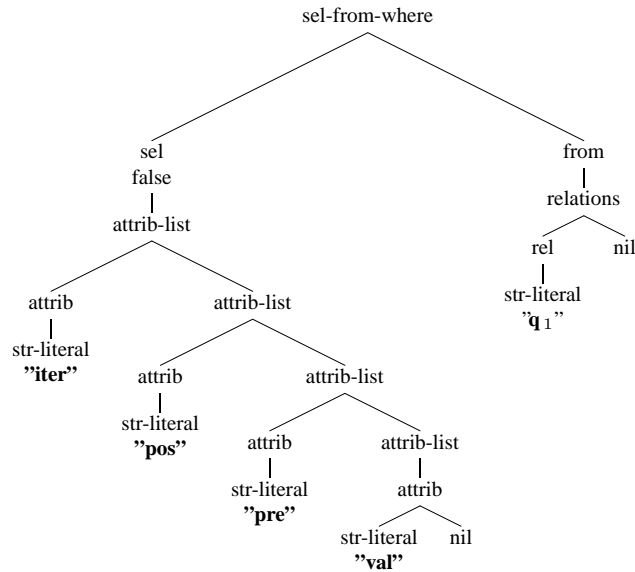 sel-from-where
sel from
false
relations
attrib-list
rel nil
attrib attrib-list str-literal
"q 1"
str-literal
"iter"
attrib attrib-list
str-literal
"pos"
attrib attrib-list
str-literal attrib
"pre"
str-literal nil
"val"